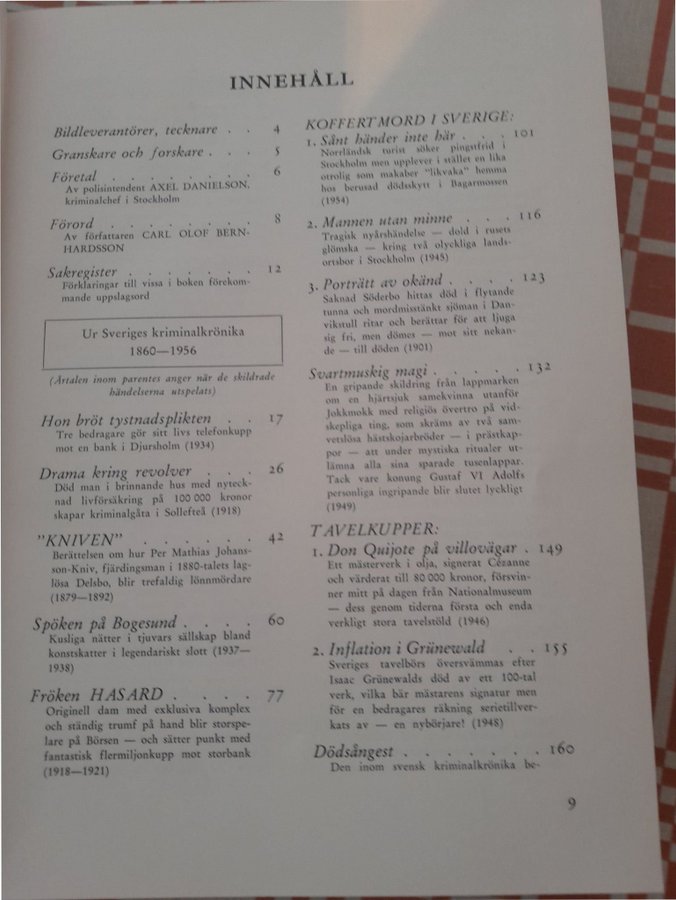 INNEHÅLL
Bildleverantörer, tecknare . . 4
Granskare och forskare . . . 5
Företal . . . . . . . 6
Av polisintendent AXEL DANIELSON,
kriminalchef i Stockholm
Förord . . . . . . . 8
Av författaren CARL OLOF BERN-
HARDSSON
Sakregister . . . . . . . 12
Förklaringar till vissa i boken förekom-
mande uppslagsord
Ur Sveriges kriminalkrönika
1860—1956
(Årtalen inom parentes anger när de skildrade
händelserna utspelats)
Hon bröt tystnadsplikten . . 17
Tre bedragare gör sitt livs telefonkupp
mot en bank i Djursholm (1934)
Drama kring revolver . . . 26
Död man i brinnande hus med nyteck-
nad livförsäkring på 100 000 kronor
skapar kriminalgåta i Sollefteå (1918)
”KNIVEN” . . . . . . 42
Berättelsen om hur Per Mathias Johans-
son-Kniv, fjärdingsman i 1880-talets lag-
lösa Delsbo, blir trefaldig lönnmördare
(1879—1892)
Spöken på Bogesund . . . . 60
Kusliga nätter i tjuvars sällskap bland
konstskatter i legendariskt slott (1937—
1938)
Fröken HASARD . . . . 77
Originell dam med exklusiva komplex
och ständig trumf på hand blir storspe-
lare på Börsen — och sätter punkt med
fantastisk flermiljonkupp mot storbank
(1918—1921)
KOFFERTMORD I SVERIGE:
1. Sånt händer inte här . . . 101
Norrländsk turist söker pingstfrid i
Stockholm men upplever i stället en lika
otrolig som makaber ”likvaka” hemma
hos berusad dödsskytt i Bagarmossen
(1954)
2. Mannen utan minne . . . 116
Tragisk nyårshändelse — dold i rusets
glömska — kring två olyckliga lands-
ortsbor i Stockholm (1945)
3. Porträtt av okänd . . . . 123
Saknad Söderbo hittas död i flytande
tunna och mordmisstänkt sjöman i Dan-
vikstull ritar och berättar för att ljuga
sig fri, men dömes — mot sitt nekan-
de — till döden (1901)
Svartmuskig magi . . . . . 132
En gripande skildring från lappmarken
om en hjärtsjuk samekvinna utanför
Jokkmokk med religiös övertro på vid-
skepliga ting, som skräms av två sam-
vetslösa hästskojarbröder — i prästkap-
por — att under mystiska ritualer ut-
lämna alla sina sparade tusenlappar.
Tack vare konung Gustaf VI Adolfs
personliga ingripande blir slutet lyckligt
(1949)
TAVELKUPPER:
1. Don Quijote på villovägar . 149
Ett mästerverk i olja, signerat Cézanne
och värderat till 80 000 kronor, försvin-
ner mitt på dagen från Nationalmuseum
— dess genom tiderna första och enda
verkligt stora tavelstöld (1946)
2. Inflation i Grünewald . . 155
Sveriges tavelbörs översvämmas efter
Isaac Grünewalds död av ett 100-tal
verk, vilka bär mästarens signatur men
för en bedragares räkning serietillver-
kats av — en nybörjare! (1948)
Dödsångest . . . . . . . 160
Den inom svensk kriminalkrönika be-
9